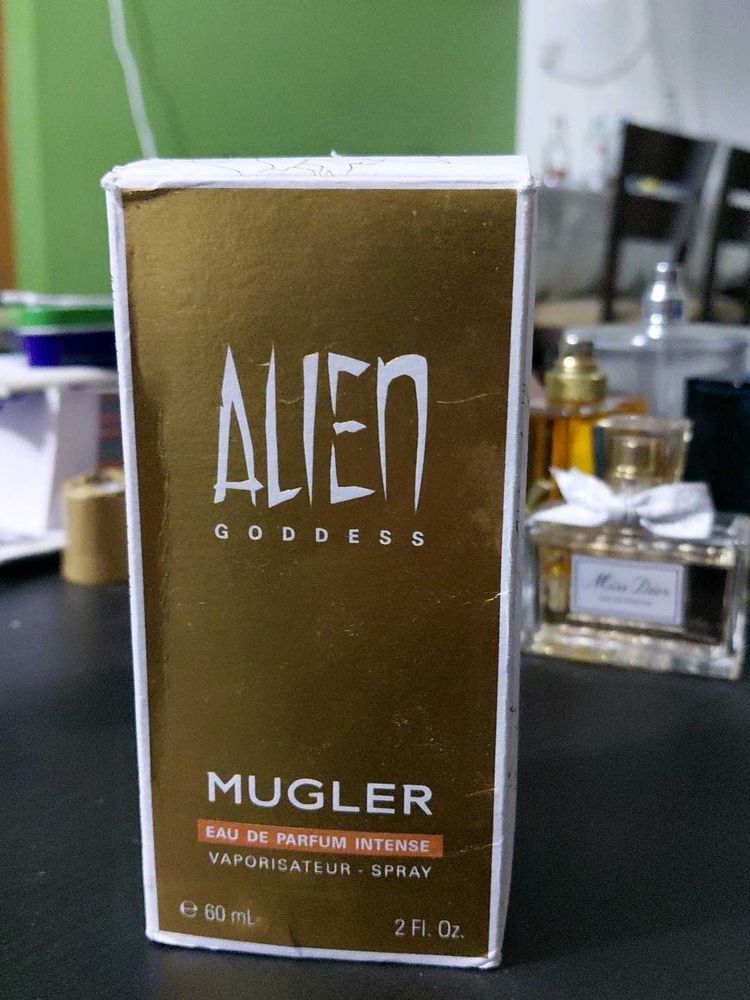 ALIEN
GODDESS
MUGLER
EAU DE PARFUM INTENSE
VAPORISATEUR - SPRAY
℮ 60 mL
2 Fl. Oz.
Miss Dior